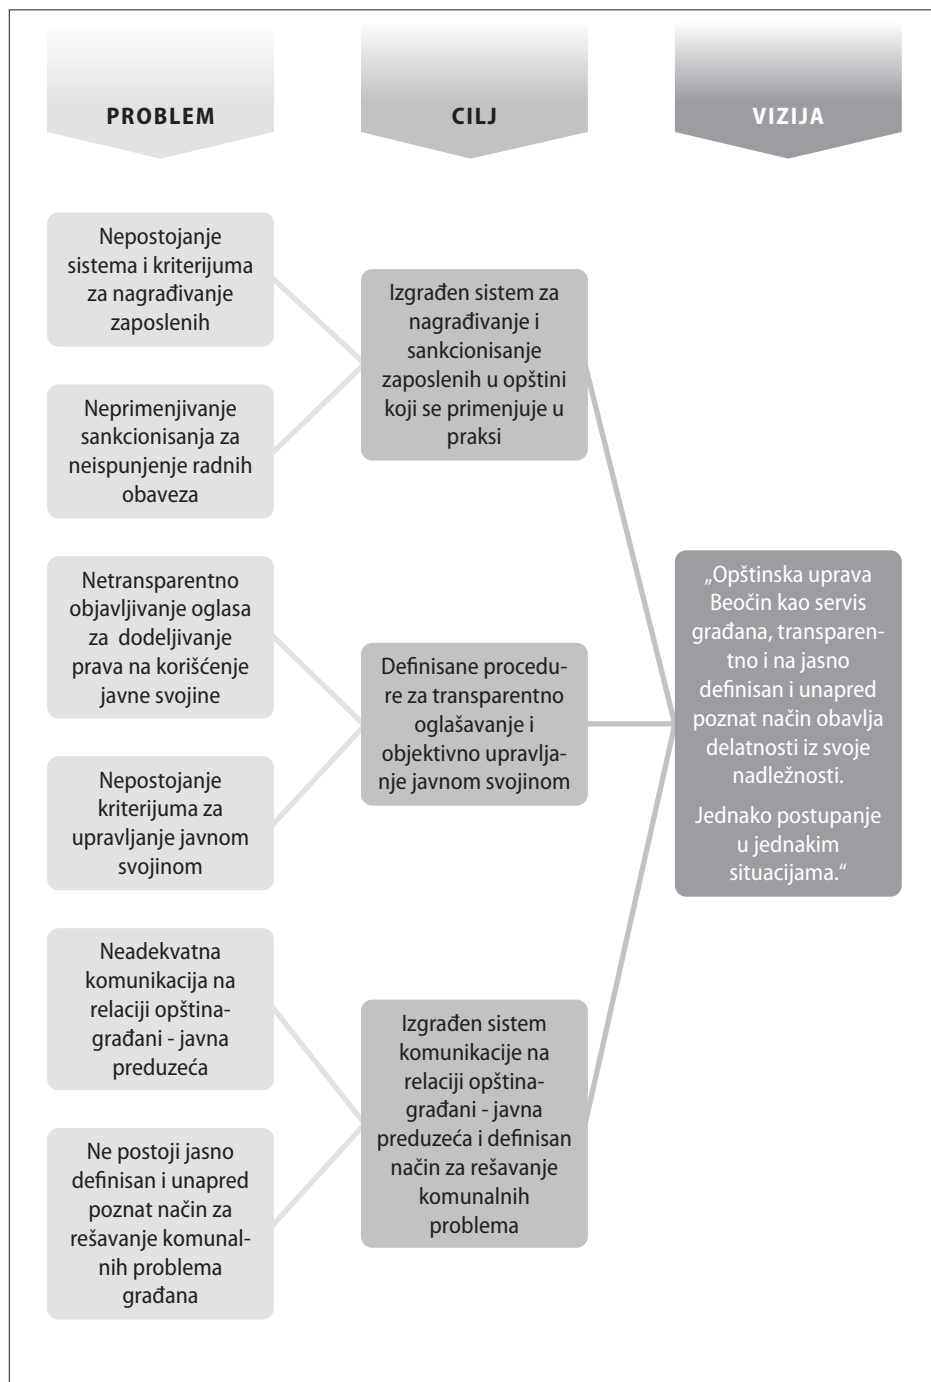 PROBLEM
CILJ
VIZIJA
Nepostojanje
sistema i kriterijuma
za nagrađivanje
zaposlenih
Neprimenjivanje
sankcionisanja za
neispunjenje radnih
obaveza
Netransparentno
objavljivanje oglasa
za dodeljivanje
prava na korišćenje
javne svojine
Nepostojanje
kriterijuma za
upravljanje javnom
svojinom
Neadekvatna
komunikacija na
relaciji opština-
građani - javna
preduzeća
Ne postoji jasno
definisan i unapred
poznat način za
rešavanje komunal-
nih problema
građana
Izgrađen sistem za
nagrađivanje i
sankcionisanje
zaposlenih u opštini
koji se primenjuje u
praksi
Definisane procedu-
re za transparentno
oglašavanje i
objektivno upravlja-
nje javnom svojinom
Izgrađen sistem
komunikacije na
relaciji opština-
građani - javna
preduzeća i definisan
način za rešavanje
komunalnih
problema
„Opštinska uprava
Beočin kao servis
građana, transparen-
tno i na jasno
definisan i unapred
poznat način obavlja
delatnosti iz svoje
nadležnosti.
Jednako postupanje
u jednakim
situacijama.“